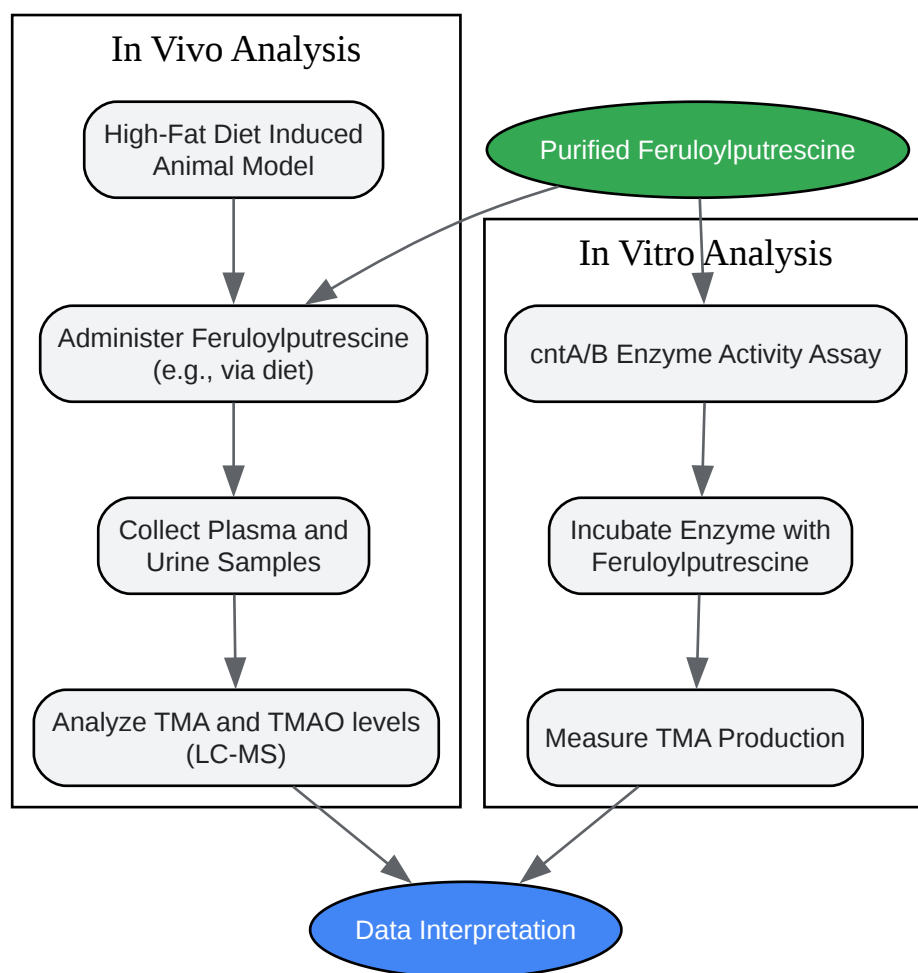 In Vivo Analysis
High-Fat Diet Induced
Animal Model
Purified Feruloylputrescine
In Vitro Analysis
Administer Feruloylputrescine
(e.g., via diet)
cntA/B Enzyme Activity Assay
Collect Plasma and
Urine Samples
Incubate Enzyme with
Feruloylputrescine
Analyze TMA and TMAO levels
(LC-MS)
Measure TMA Production
Data Interpretation